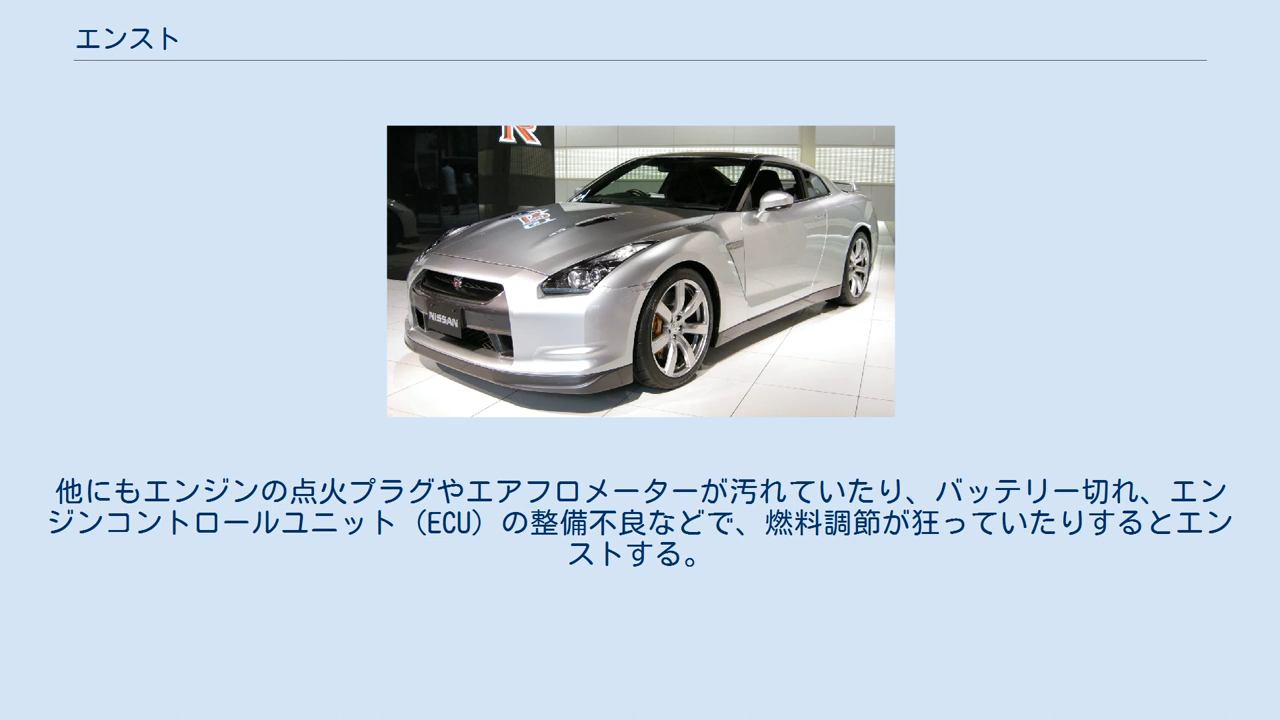 エンスト
R
NISSAN
他にもエンジンの点火プラグやエアフロメーターが汚れていたり、バッテリー切れ、エン
ジンコントロールユニット（ECU）の整備不良などで、燃料調節が狂っていたりするとエン
ストする。